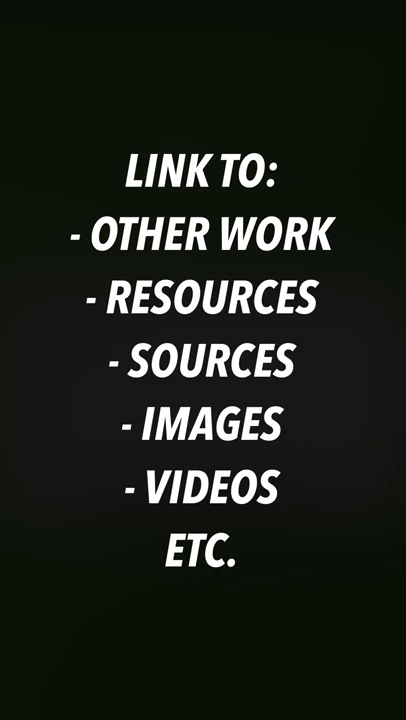 LINK TO:
- OTHER WORK
- RESOURCES
- SOURCES
- IMAGES
- VIDEOS
ETC.